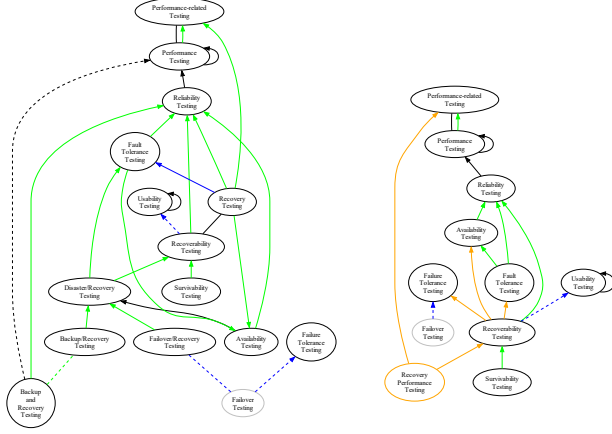 Performance-related
Testing
Performance
Testing
Reliability
Testing
Fault
Tolerance
Testing
Usability
Testing
Recovery
Testing
Recoverability
Testing
Disaster/Recovery
Testing
Survivability
Testing
Backup/Recovery
Testing
Failover/Recovery
Testing
Availability
Testing
Failure
Tolerance
Testing
Backup
and
Recovery
Testing
Failover
Testing
Performance-related
Testing
Performance
Testing
Reliability
Testing
Availability
Testing
Failure
Tolerance
Testing
Fault
Tolerance
Testing
Usability
Testing
Failover
Testing
Recoverability
Testing
Recovery
Performance
Testing
Survivability
Testing